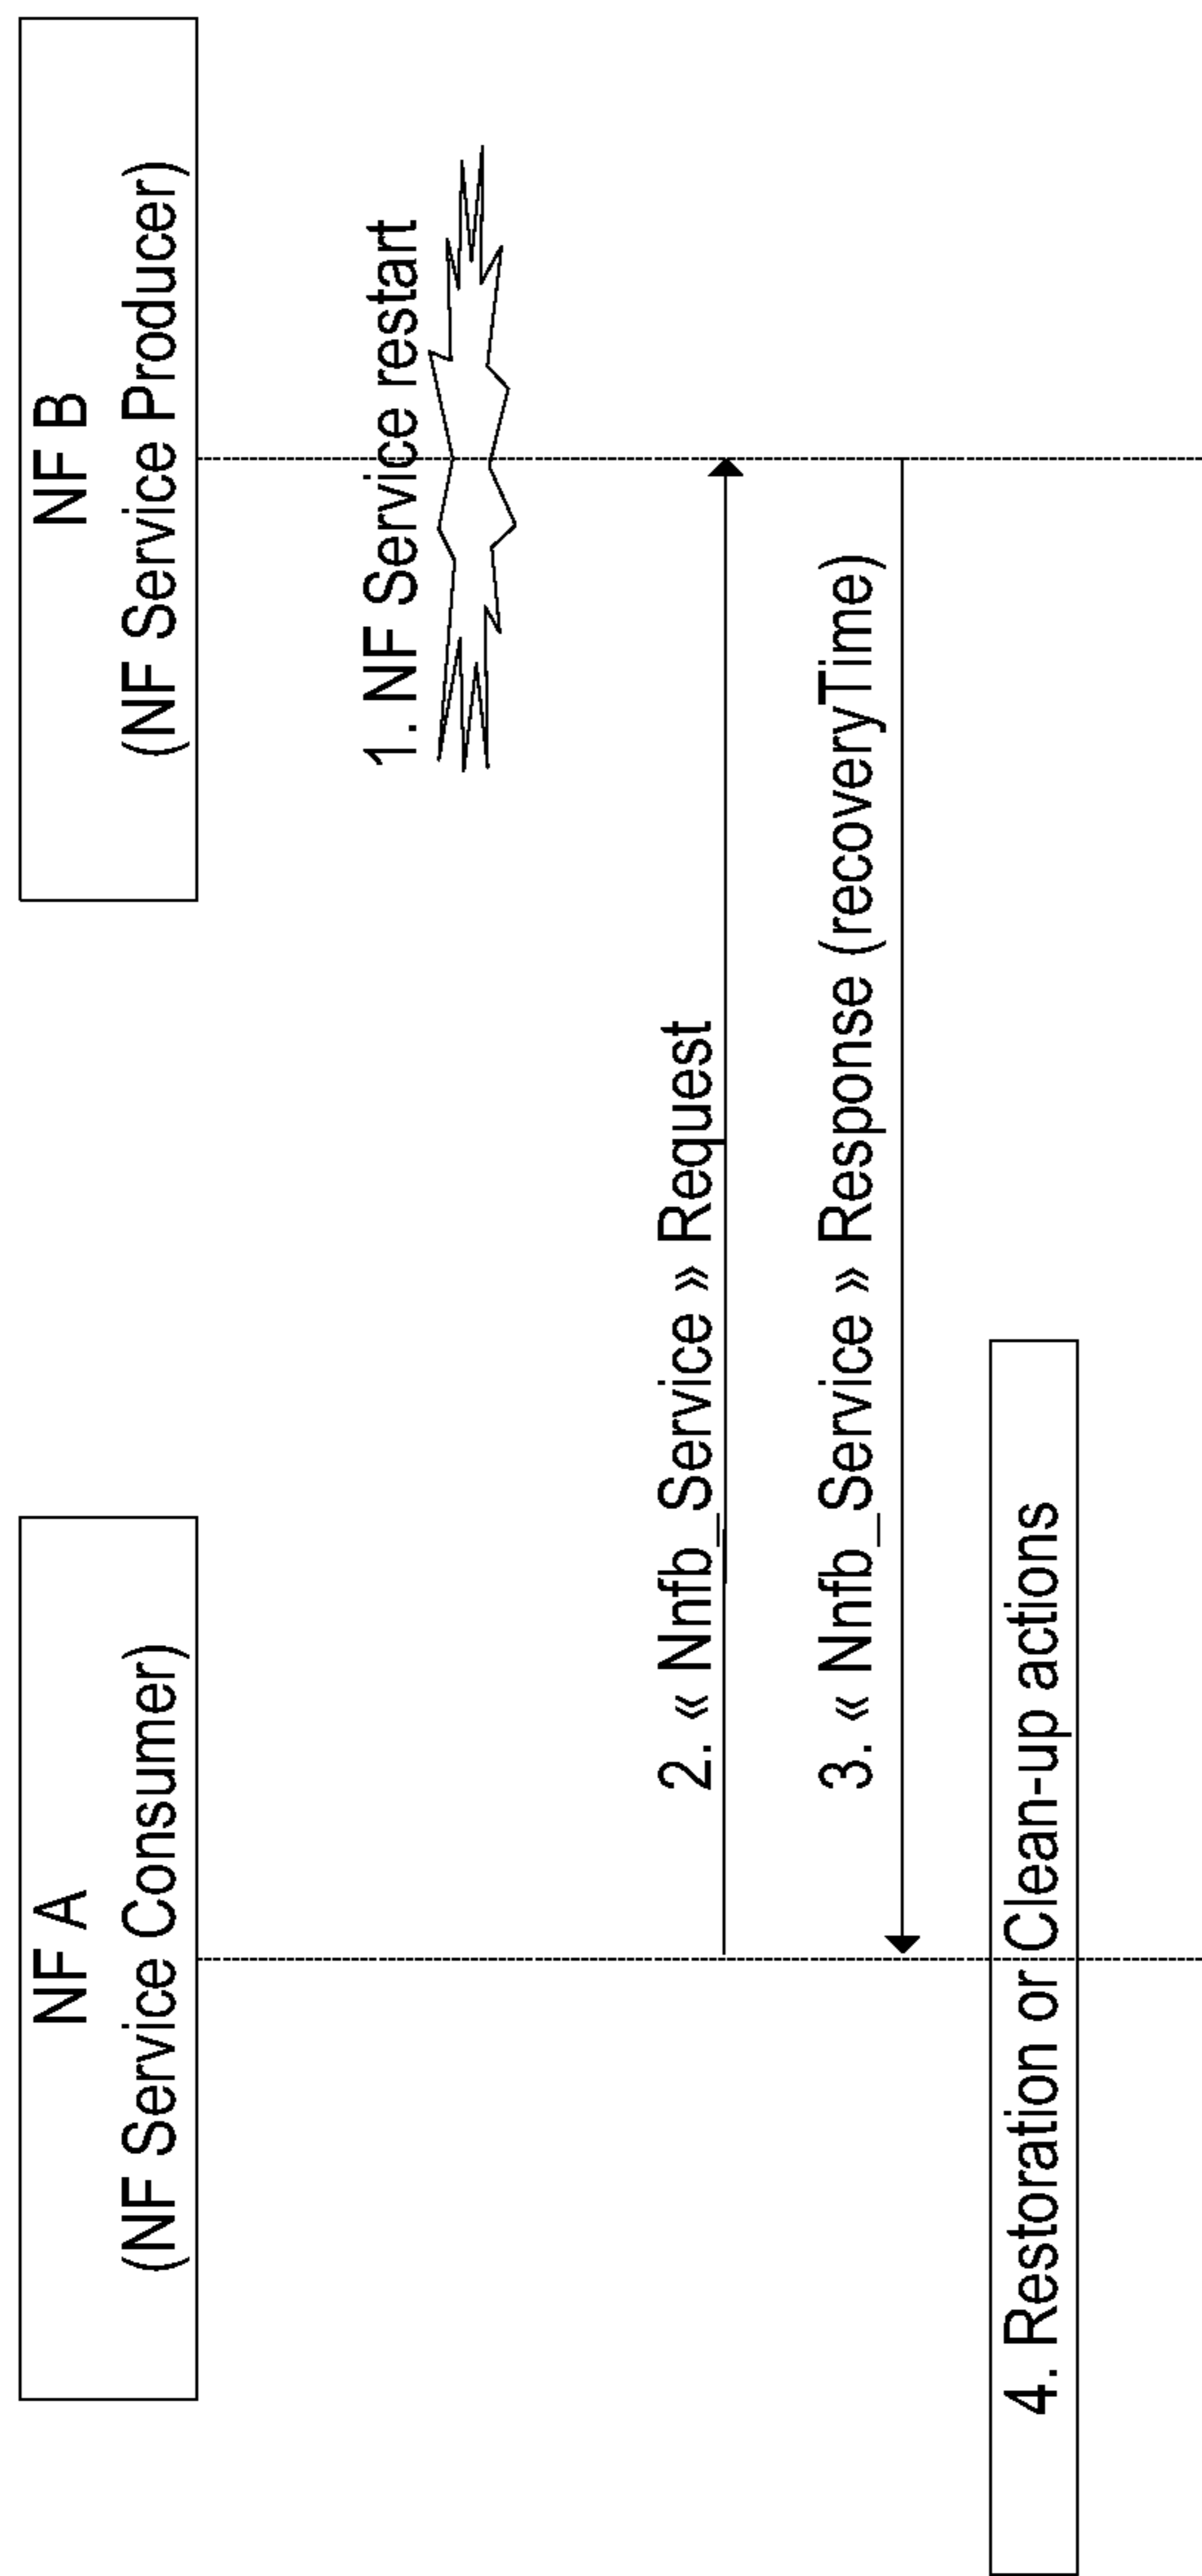 NF A
(NF Service Consumer)
NF B
(NF Service Producer)
1. NF Service restart
2. « Nnfb_Service » Request
3. « Nnfb_Service » Response (recoveryTime)
4. Restoration or Clean-up actions